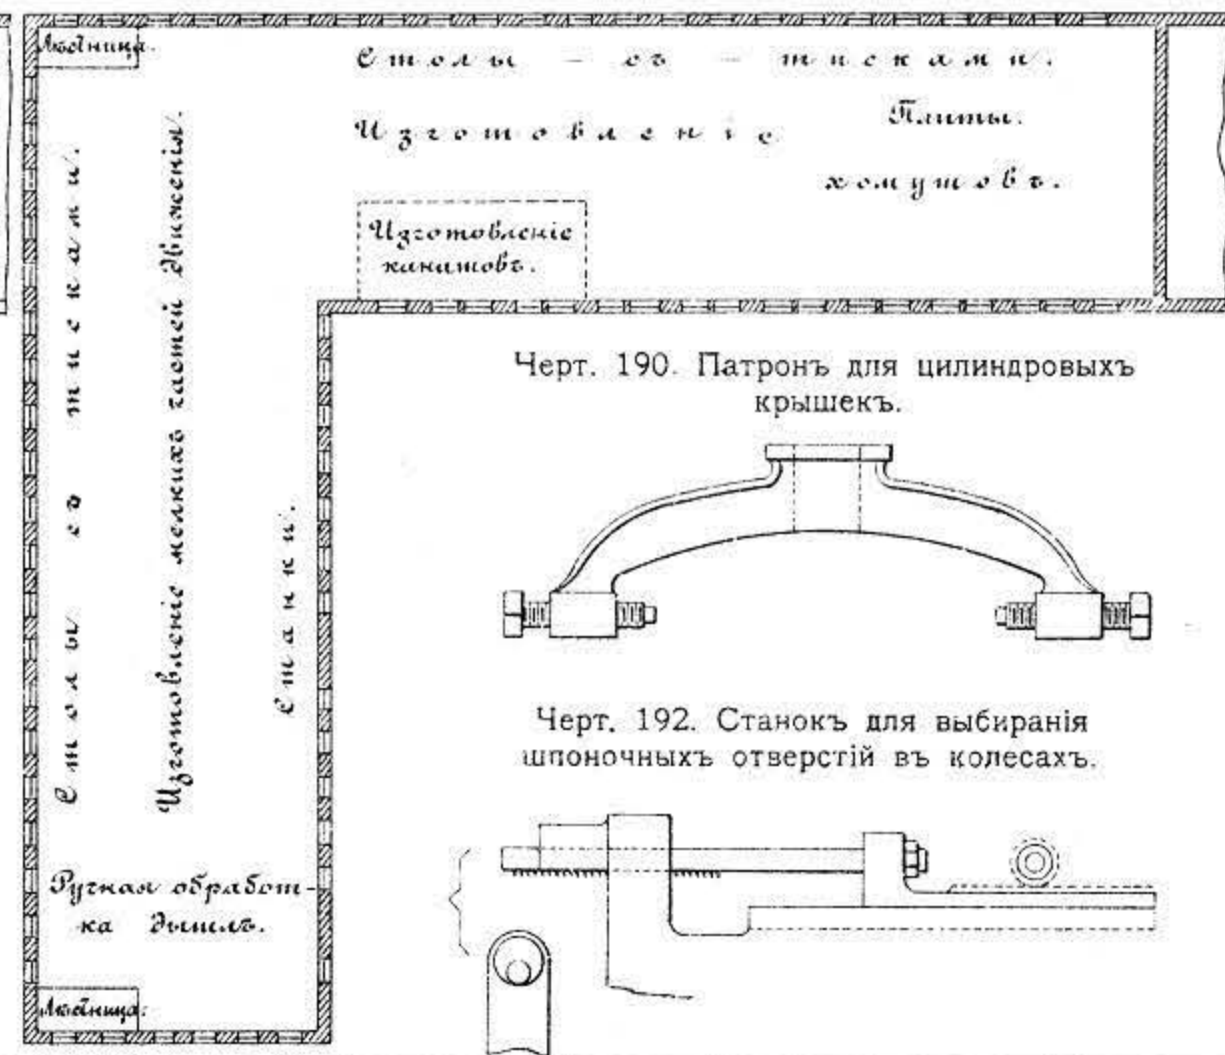 Лѣстница.
Столы – съ – тисками.
Плиты.
Изготовленіе
хомутовъ.
Изготовленіе
канатовъ.
Столы съ тисками.
Изготовленіе мелкихъ частей движенія.
Станки.
Ручная обработ-
ка дышлъ.
Лѣстница.
Черт. 190. Патронъ для цилиндровыхъ
крышекъ.
Черт. 192. Станокъ для выбиранія
шпоночныхъ отверстій въ колесахъ.